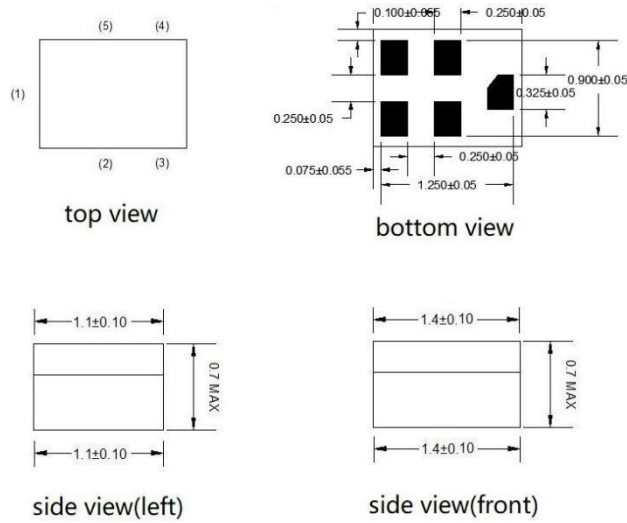 (5) (4)
(1)
(2) (3)
top view
0.100±0.055 0.250±0.05
0.900±0.05
0.325±0.05
0.250±0.05
0.250±0.05
0.075±0.055
1.250±0.05
bottom view
1.1±0.10
0.7 MAX
1.1±0.10
side view(left)
1.4±0.10
0.7 MAX
1.4±0.10
side view(front)